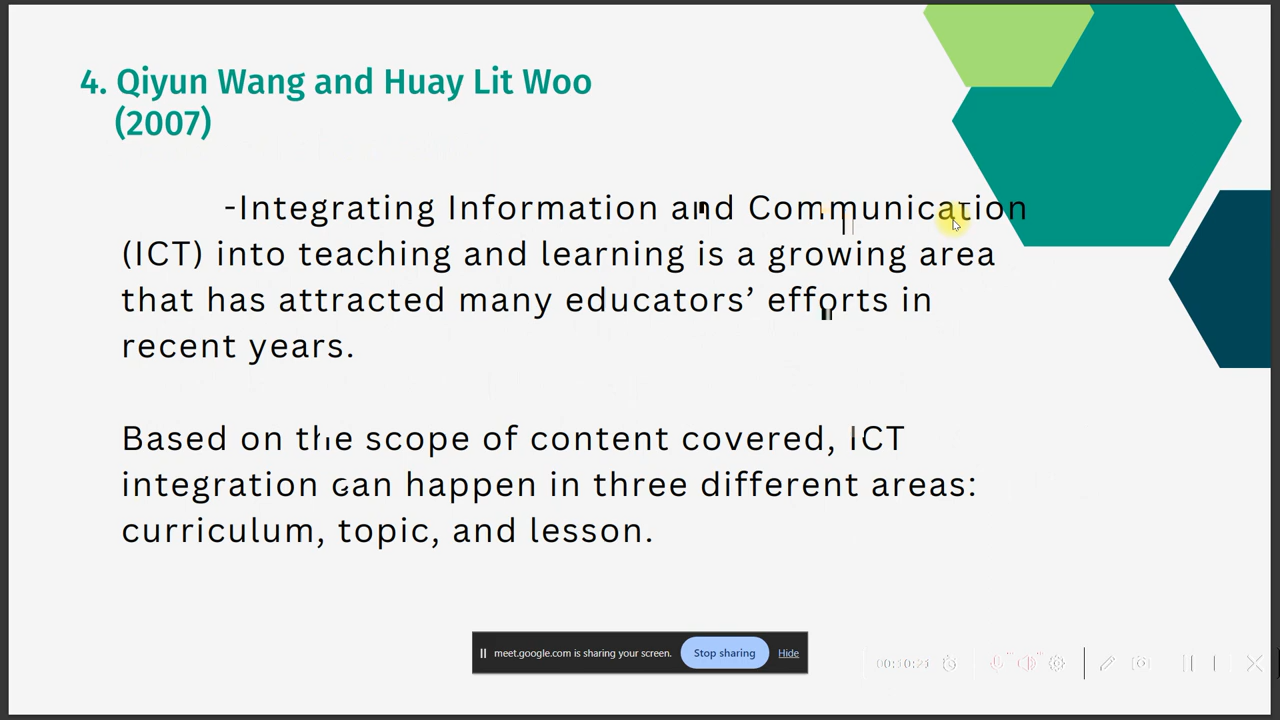 4. Qiyun Wang and Huay Lit Woo
(2007)
-Integrating Information and Communication
(ICT) into teaching and learning is a growing area
that has attracted many educators’ efforts in
recent years.
Based on the scope of content covered, ICT
integration can happen in three different areas:
curriculum, topic, and lesson.
meet.google.com is sharing your screen.
Stop sharing
Hide